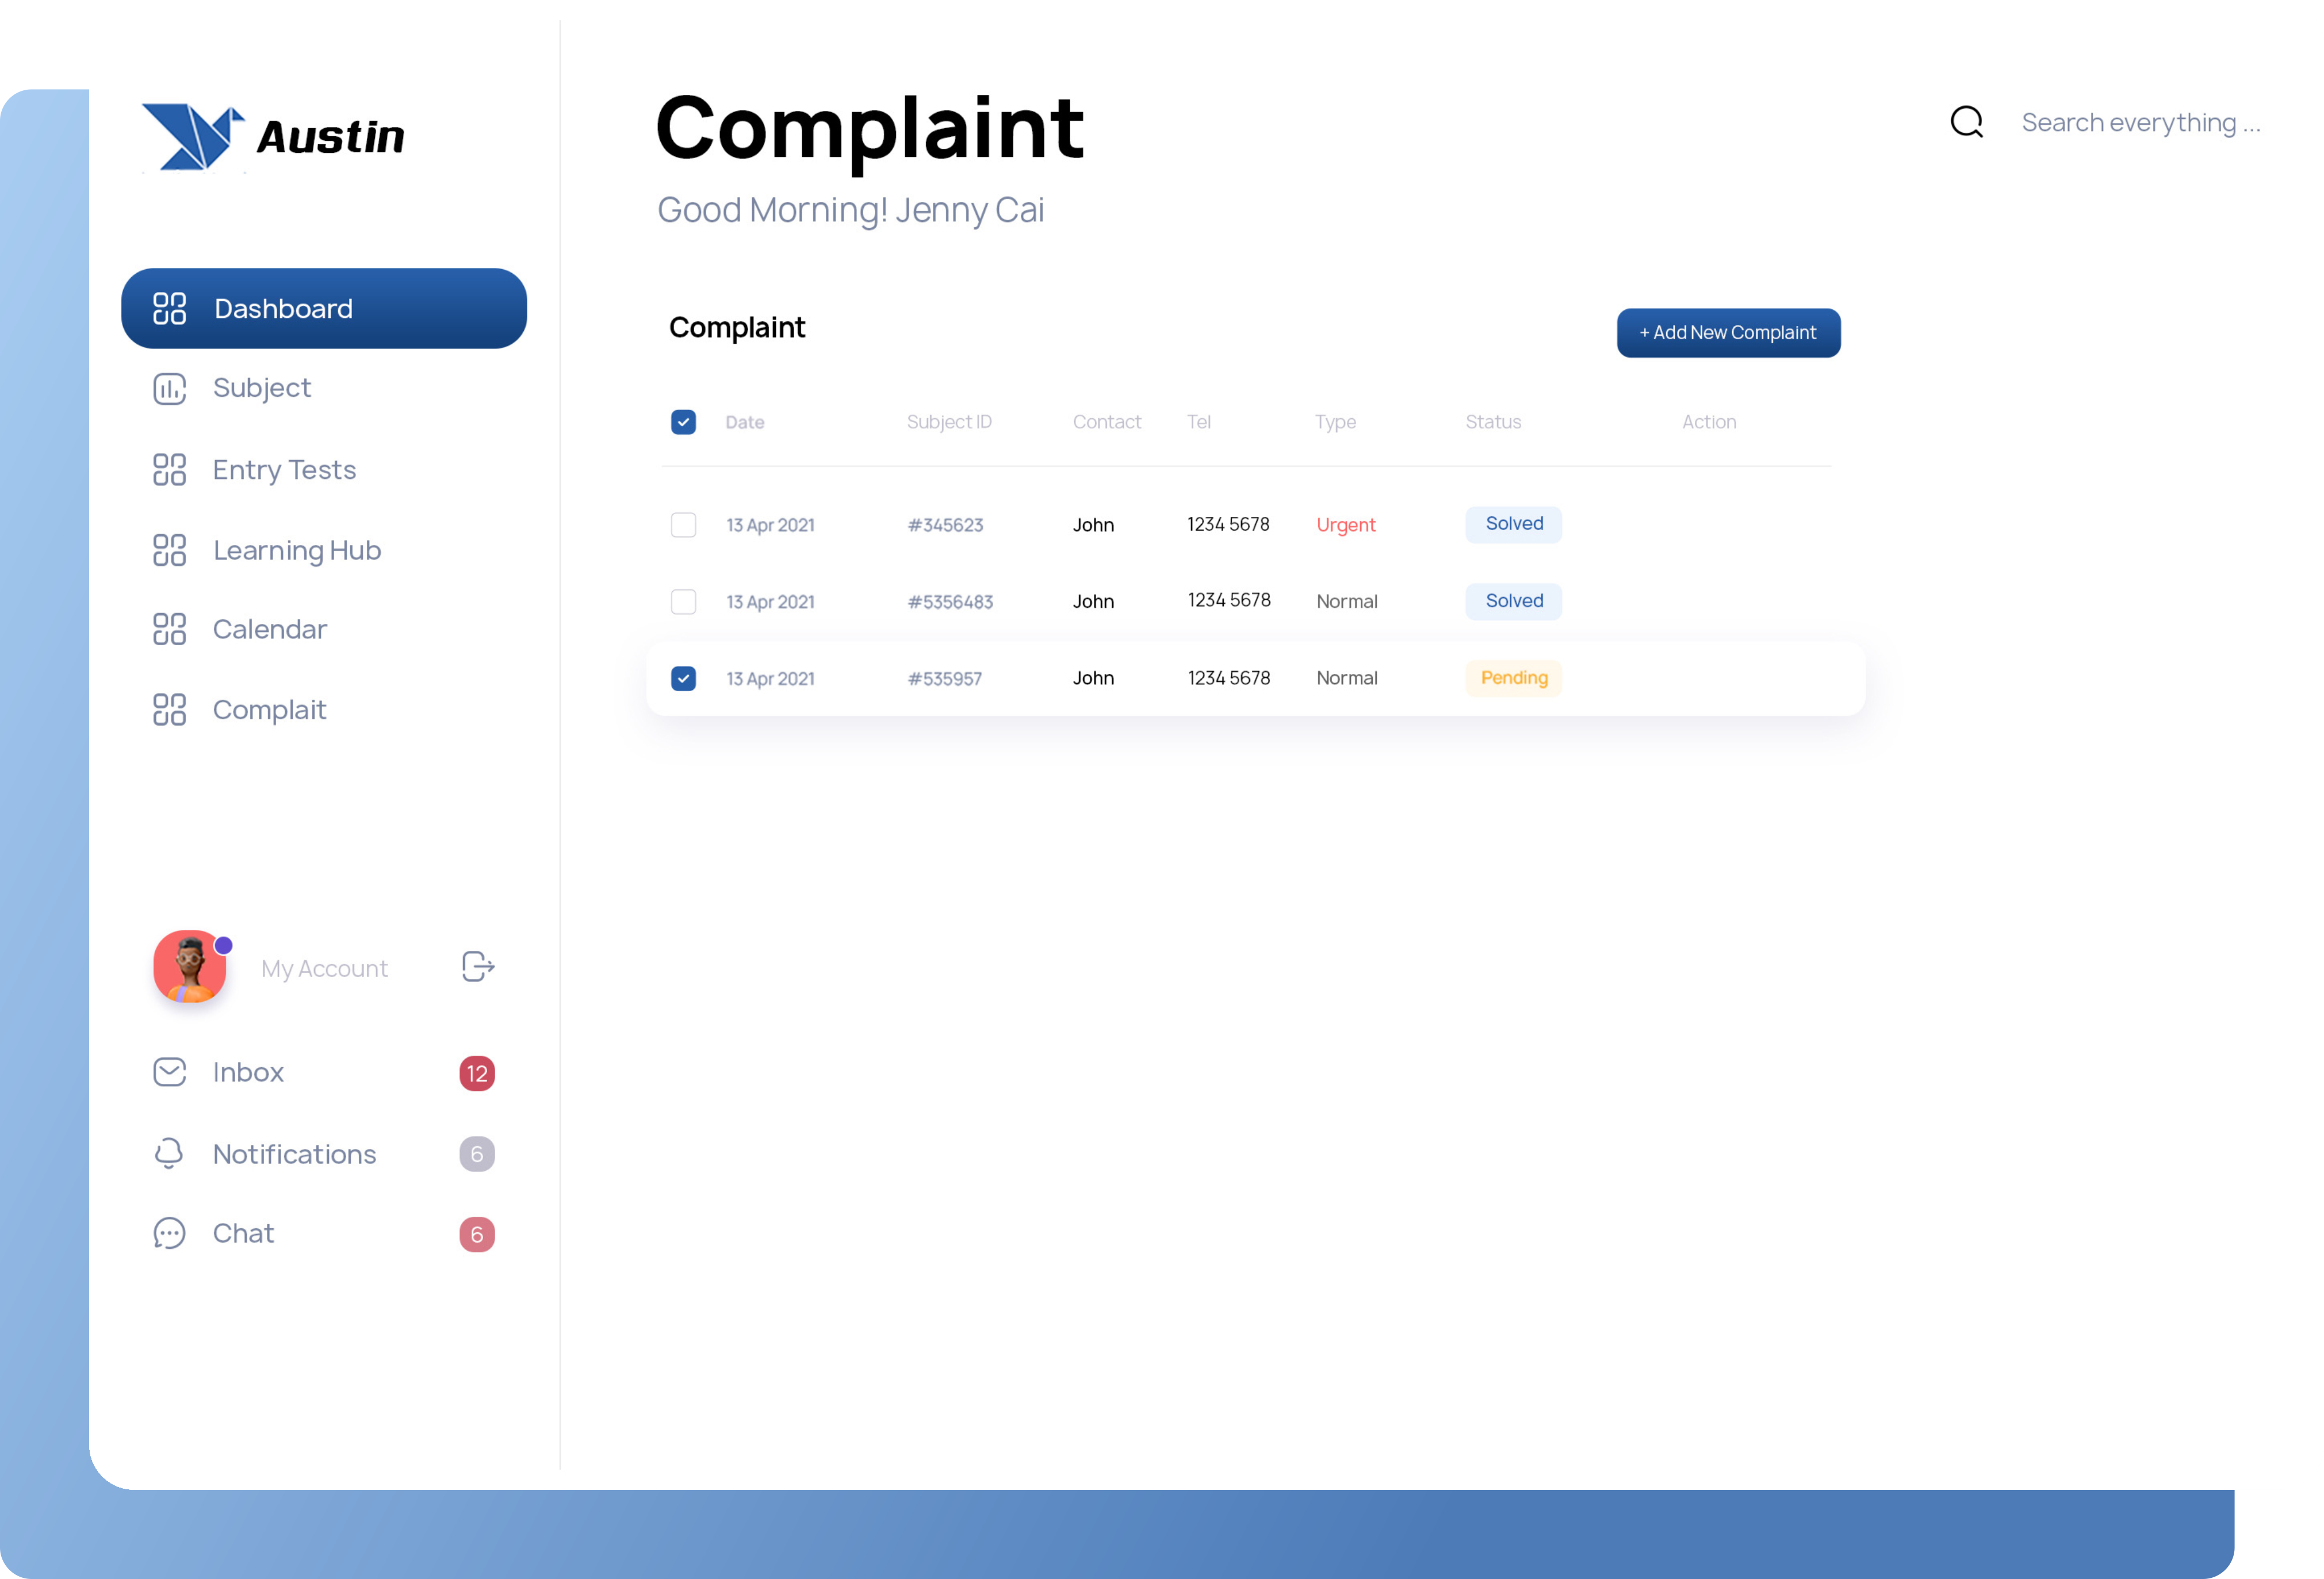 Austin
Dashboard
Subject
Entry Tests
Learning Hub
Calendar
Complait
My Account
Inbox 12
Notifications 6
Chat 6
Complaint
Good Morning! Jenny Cai
Search everything ...
Complaint
+ Add New Complaint
Date Subject ID Contact Tel Type Status Action
13 Apr 2021 #345623 John 1234 5678 Urgent Solved
13 Apr 2021 #5356483 John 1234 5678 Normal Solved
13 Apr 2021 #535957 John 1234 5678 Normal Pending